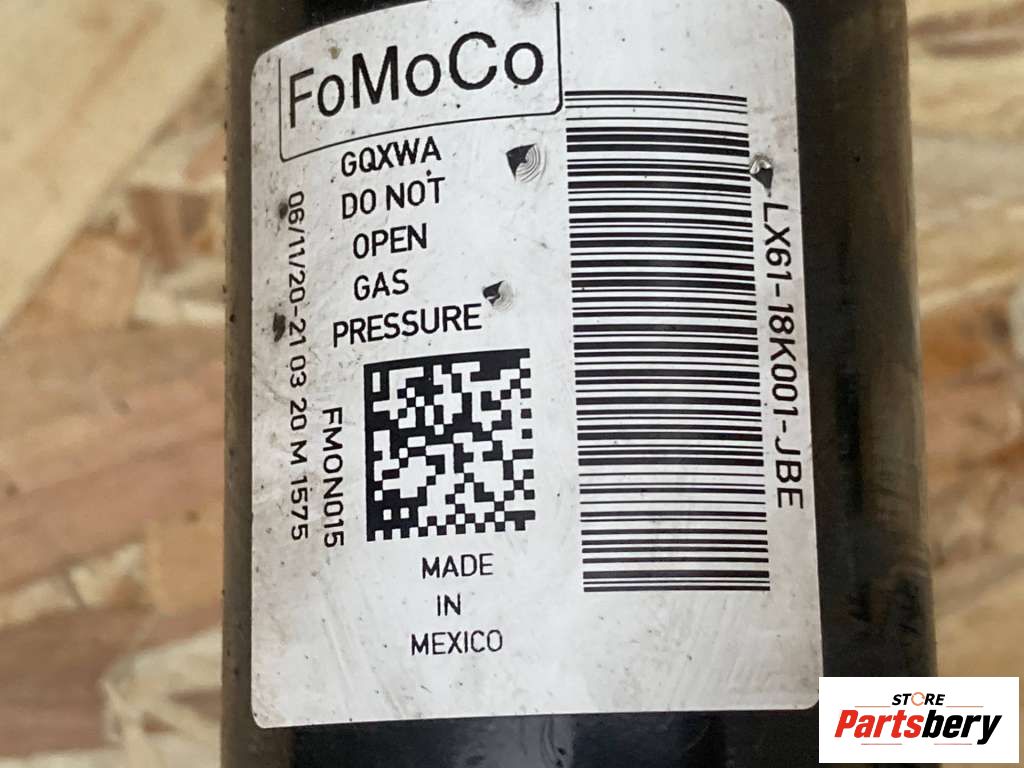 FoMoCo
GQXWA
DO NOT
OPEN
GAS
PRESSURE
06/11/20-21 03 20 M 1575
FMON015
MADE
IN
MEXICO
LX61-18K001-JBE
STORE
Partsbery